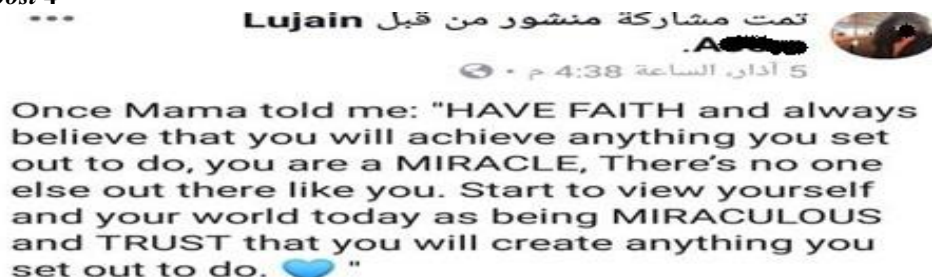 تمت مشاركة منشور من قبل Lujain
5 آذار، الساعة 4:38 م ·
Once Mama told me: "HAVE FAITH and always
believe that you will achieve anything you set
out to do, you are a MIRACLE, There's no one
else out there like you. Start to view yourself
and your world today as being MIRACULOUS
and TRUST that you will create anything you
set out to do. 💙 "